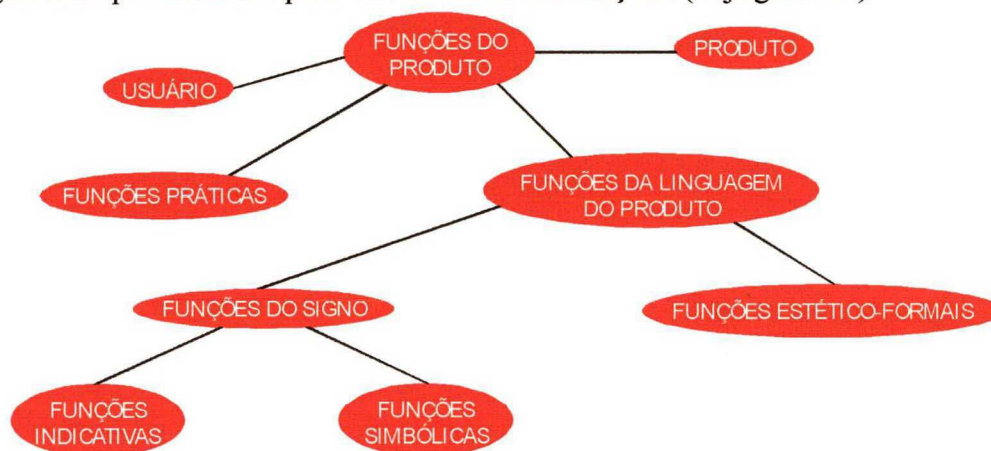 FUNÇÕES DO
PRODUTO
PRODUTO
USUÁRIO
FUNÇÕES PRÁTICAS
FUNÇÕES DA LINGUAGEM
DO PRODUTO
FUNÇÕES DO SIGNO
FUNÇÕES ESTÉTICO-FORMAIS
FUNÇÕES
INDICATIVAS
FUNÇÕES
SIMBÓLICAS